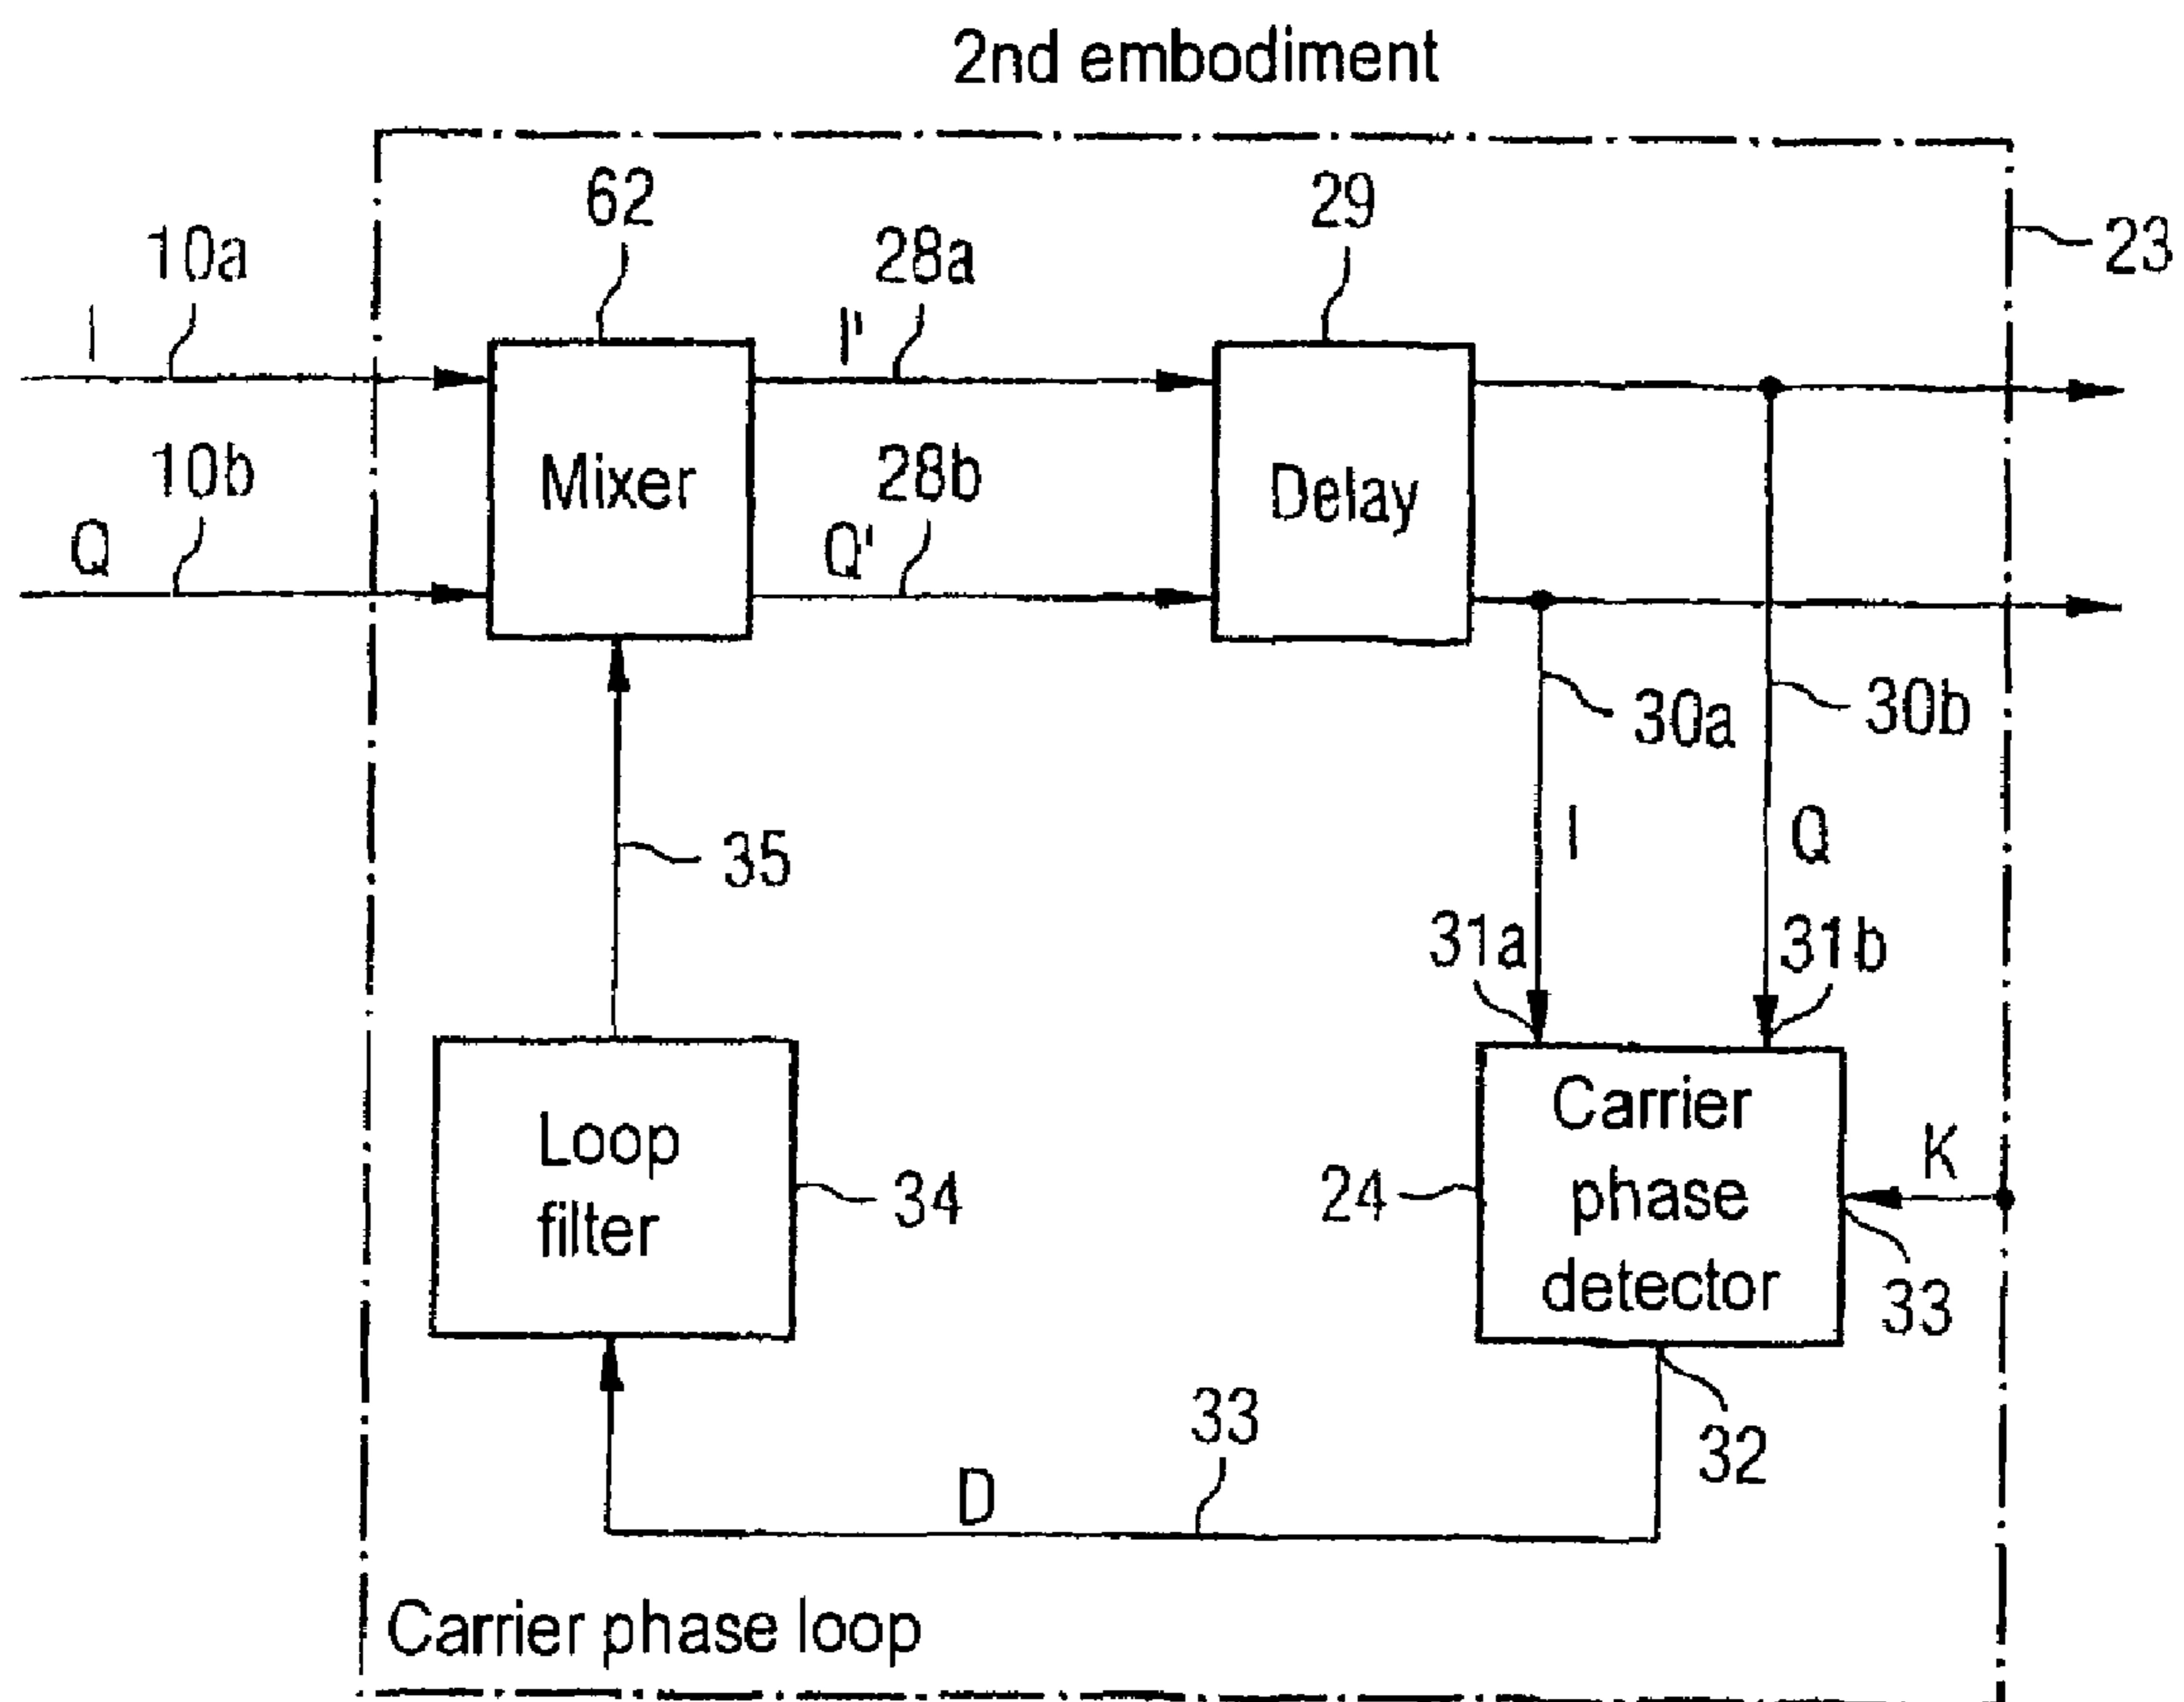 2nd embodiment
62
29
23
10a
28a
I
I'
10b
28b
Mixer
Delay
Q
Q'
30a
30b
35
I
Q
31a
31b
Loop
filter
34
Carrier
phase
detector
24
K
33
33
32
D
Carrier phase loop